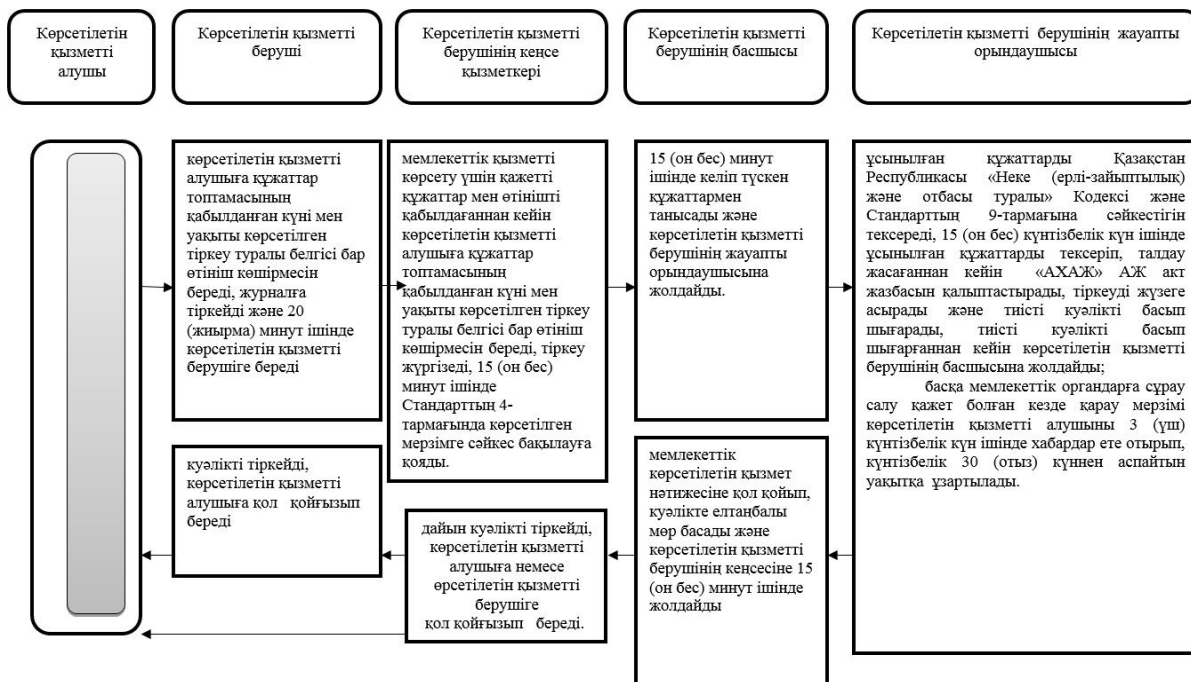 Көрсетілетін
қызметті
алушы
Көрсетілетін қызметті
беруші
Көрсетілетін қызметті
берушінің кеңсе
қызметкері
Көрсетілетін қызметті
берушінің басшысы
Көрсетілетін қызметті берушінің жауапты
орындаушысы
көрсетілетін қызметті
алушыға құжаттар
топтамасының
қабылданған күні мен
уақыты көрсетілген
тіркеу туралы белгісі бар
өтініш көшірмесін
береді, журналға
тіркейді және 20
(жиырма) минут ішінде
көрсетілетін қызметті
берушіге береді
мемлекеттік қызметті
көрсету үшін қажетті
құжаттар мен өтінішті
қабылдағаннан кейін
көрсетілетін қызметті
алушыға құжаттар
топтамасының
қабылданған күні мен
уақыты көрсетілген тіркеу
туралы белгісі бар өтініш
көшірмесін береді, тіркеу
жүргізеді, 15 (он бес)
минут ішінде
Стандарттың 4-
тармағында көрсетілген
мерзімге сәйкес бақылауға
қояды.
15 (он бес) минут
ішінде келіп түскен
құжаттармен
танысады және
көрсетілетін қызметті
берушінің жауапты
орындаушысына
жолдайды.
ұсынылған құжаттарды Қазақстан
Республикасы «Неке (ерлі-зайыптылық)
және отбасы туралы» Кодексі және
Стандарттың 9-тармағына сәйкестігін
тексереді, 15 (он бес) күнтізбелік күн ішінде
ұсынылған құжаттарды тексеріп, талдау
жасағаннан кейін «АХАЖ» АЖ акт
жазбасын қалыптастырады, тіркеуді жүзеге
асырады және тиісті куәлікті басып
шығарады, тиісті куәлікті басып
шығарғаннан кейін көрсетілетін қызметті
берушінің басшысына жолдайды;
басқа мемлекеттік органдарға сұрау
салу қажет болған кезде қарау мерзімі
көрсетілетін қызметті алушыны 3 (үш)
күнтізбелік күн ішінде хабардар ете отырып,
күнтізбелік 30 (отыз) күннен аспайтын
уақытқа ұзартылады.
куәлікті тіркейді,
көрсетілетін қызметті
алушыға қол қойғызып
береді
дайын куәлікті тіркейді,
көрсетілетін қызметті
алушыға немесе
өрсетілетін қызметті
берушіге
қол қойғызып береді.
мемлекеттік
көрсетілетін қызмет
нәтижесіне қол қойып,
куәлікте елтаңбалы
мөр басады және
көрсетілетін қызметті
берушінің кеңсесіне 15
(он бес) минут ішінде
жолдайды